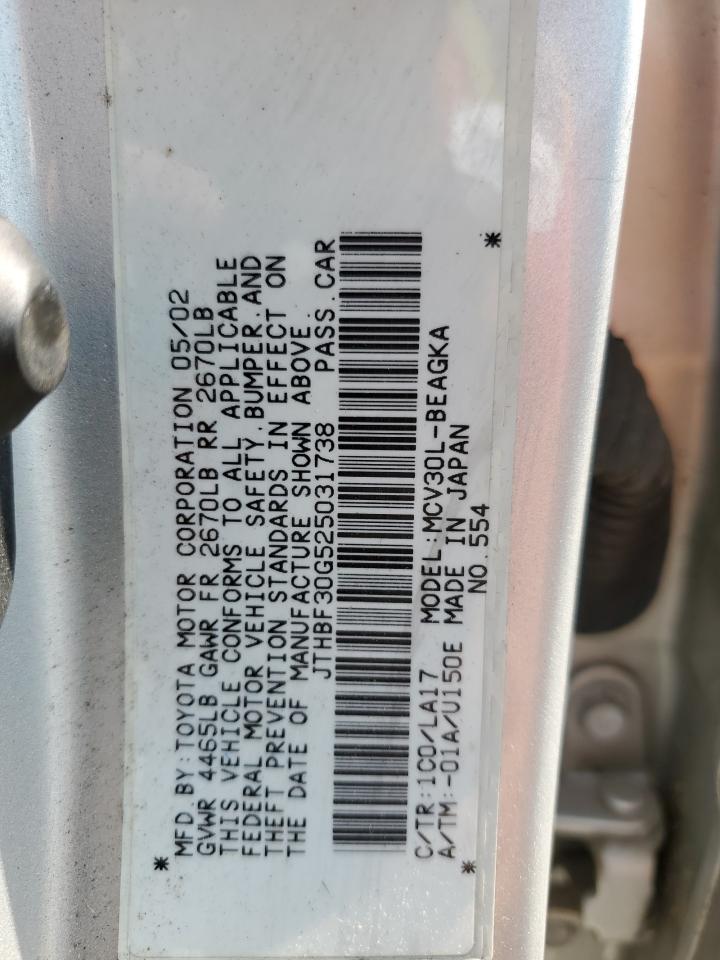 MFD.BY:TOYOTA MOTOR CORPORATION 05/02
GVWR 4465LB GAWR FR 2670LB RR 2670LB
THIS VEHICLE CONFORMS TO ALL APPLICABLE
FEDERAL MOTOR VEHICLE SAFETY,BUMPER,AND
THEFT PREVENTION STANDARDS IN EFFECT ON
THE DATE OF MANUFACTURE SHOWN ABOVE.
JTHBF30G525031738 PASS.CAR
C/TR:1C0/LA17 MODEL:MCV30L-BEAGKA
A/TM:-01A/U150E MADE IN JAPAN
NO.554